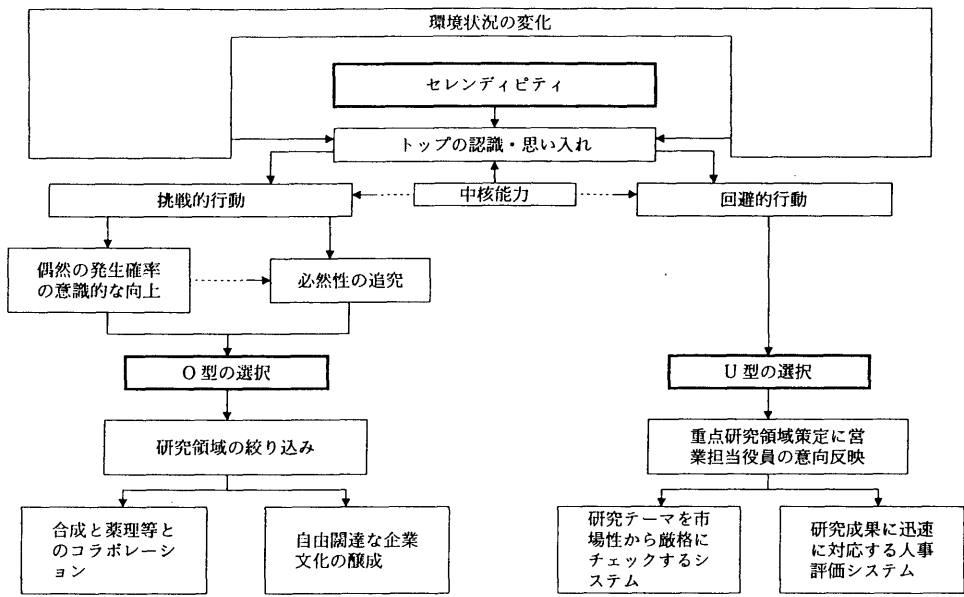 環境状況の変化
セレンディピティ
トップの認識・思い入れ
挑戦的行動
中核能力
回避的行動
偶然の発生確率
の意識的な向上
必然性の追究
O型の選択
U型の選択
研究領域の絞り込み
重点研究領域策定に営
業担当役員の意向反映
合成と薬理等と
のコラボレーシ
ョン
自由闊達な企業
文化の醸成
研究テーマを市
場性から厳格に
チェックするシ
ステム
研究成果に迅速
に対応する人事
評価システム